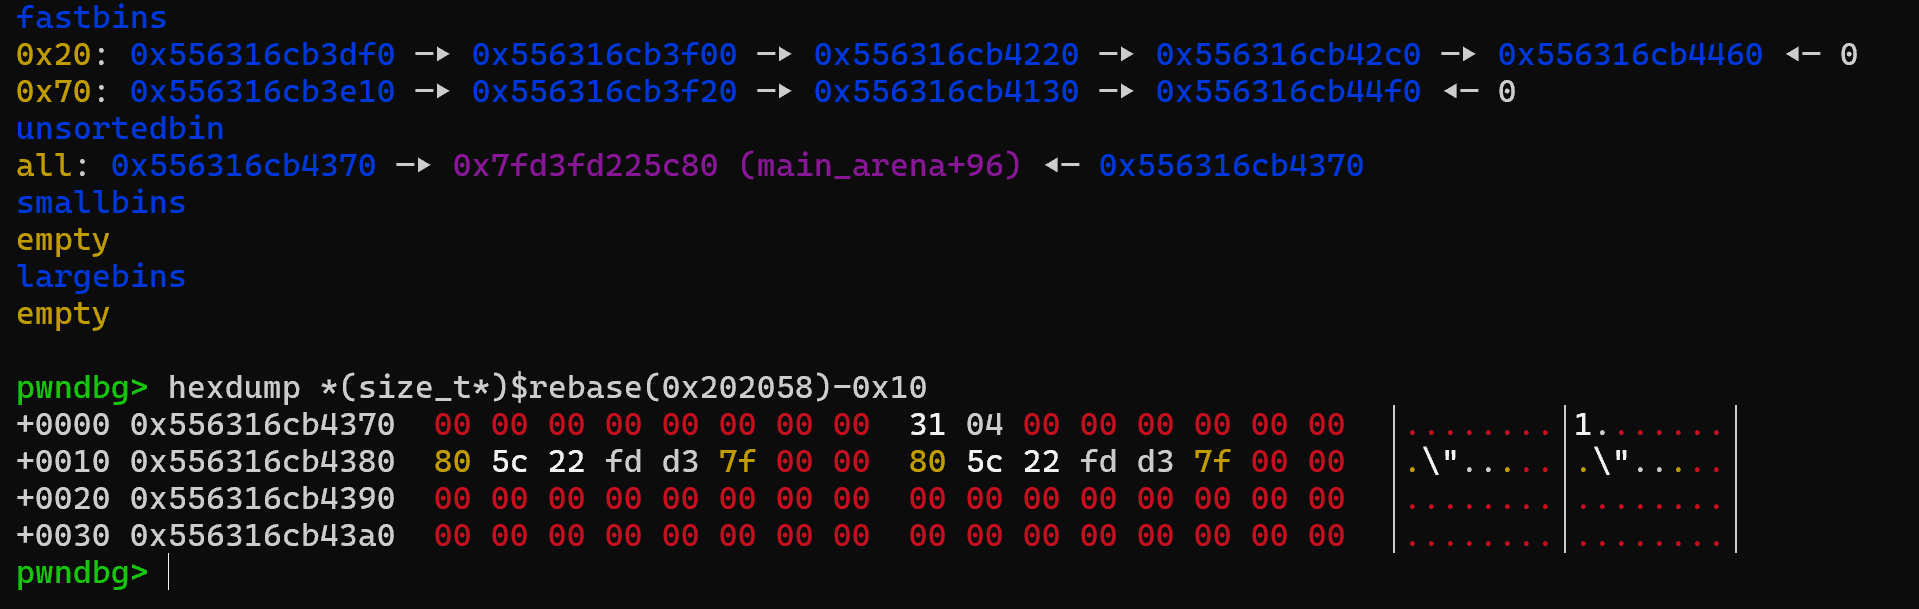 fastbins
0x20: 0x556316cb3df0 —▸ 0x556316cb3f00 —▸ 0x556316cb4220 —▸ 0x556316cb42c0 —▸ 0x556316cb4460 ◂— 0
0x70: 0x556316cb3e10 —▸ 0x556316cb3f20 —▸ 0x556316cb4130 —▸ 0x556316cb44f0 ◂— 0
unsortedbin
all: 0x556316cb4370 —▸ 0x7fd3fd225c80 (main_arena+96) ◂— 0x556316cb4370
smallbins
empty
largebins
empty
pwndbg> hexdump *(size_t*)$rebase(0x202058)-0x10
+0000 0x556316cb4370  00 00 00 00 00 00 00 00  31 04 00 00 00 00 00 00  │........│1.......│
+0010 0x556316cb4380  80 5c 22 fd d3 7f 00 00  80 5c 22 fd d3 7f 00 00  │.\".....│.\".....│
+0020 0x556316cb4390  00 00 00 00 00 00 00 00  00 00 00 00 00 00 00 00  │........│........│
+0030 0x556316cb43a0  00 00 00 00 00 00 00 00  00 00 00 00 00 00 00 00  │........│........│
pwndbg>